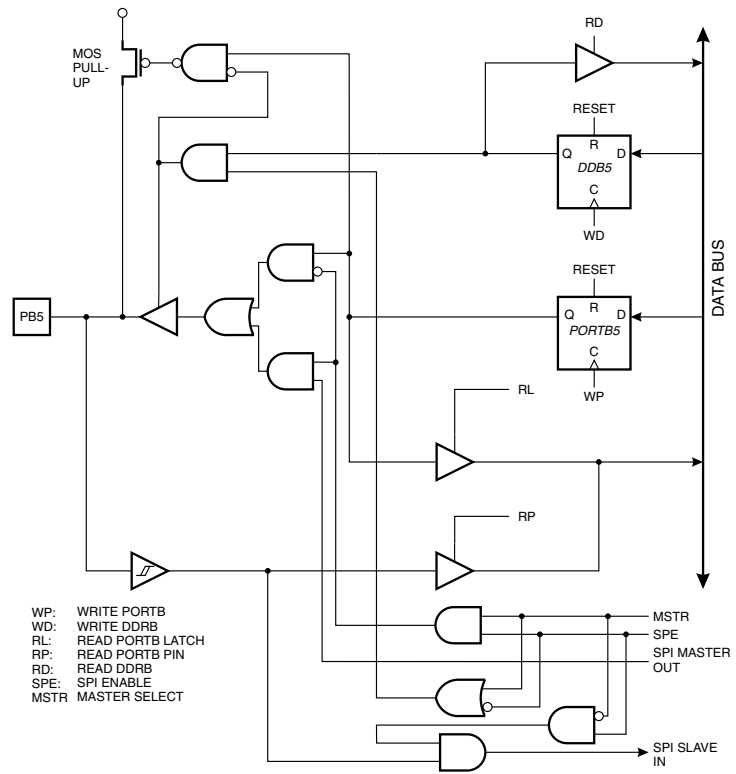 RD
MOS
PULL-
UP
RESET
R
Q
D
DDB5
C
WD
RESET
R
Q
D
PORTB5
C
WP
DATA BUS
PB5
RL
RP
WP: WRITE PORTB
WD: WRITE DDRB
RL: READ PORTB LATCH
RP: READ PORTB PIN
RD: READ DDRB
SPE: SPI ENABLE
MSTR MASTER SELECT
MSTR
SPE
SPI MASTER
OUT
SPI SLAVE
IN